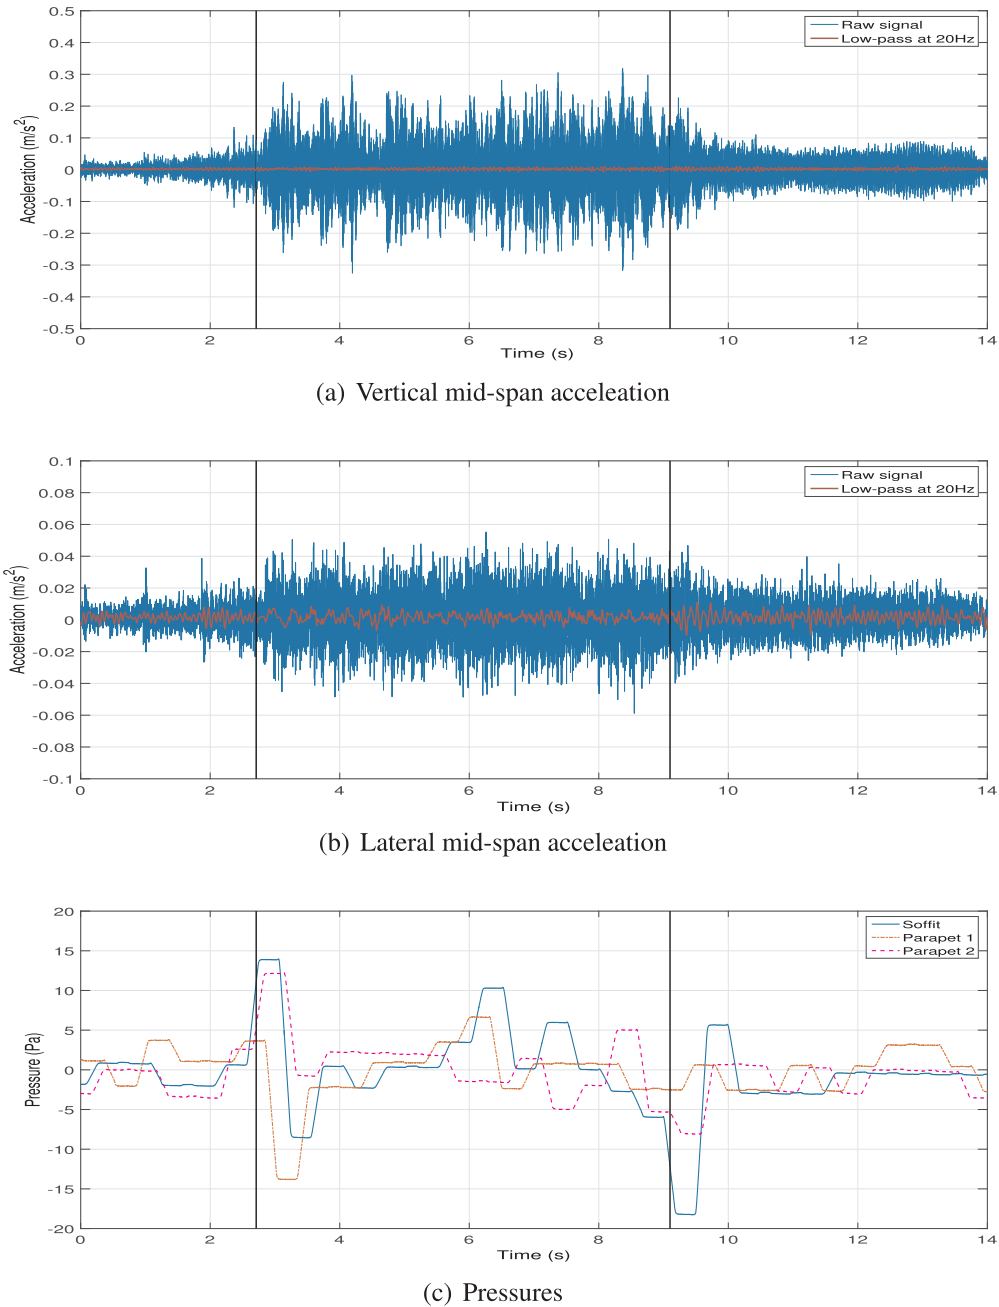 0.5
0.4
0.3
0.2
0.1
0
-0.1
-0.2
-0.3
-0.4
-0.5
Acceleration (m/s2)
Raw signal
Low-pass at 20Hz
0 2 4 6 8 10 12 14
Time (s)
(a) Vertical mid-span acceleation
0.1
0.08
0.06
0.04
0.02
0
-0.02
-0.04
-0.06
-0.08
-0.1
Acceleration (m/s2)
Raw signal
Low-pass at 20Hz
0 2 4 6 8 10 12 14
Time (s)
(b) Lateral mid-span acceleation
20
15
10
5
0
-5
-10
-15
-20
Pressure (Pa)
Soffit
Parapet 1
Parapet 2
0 2 4 6 8 10 12 14
Time (s)
(c) Pressures